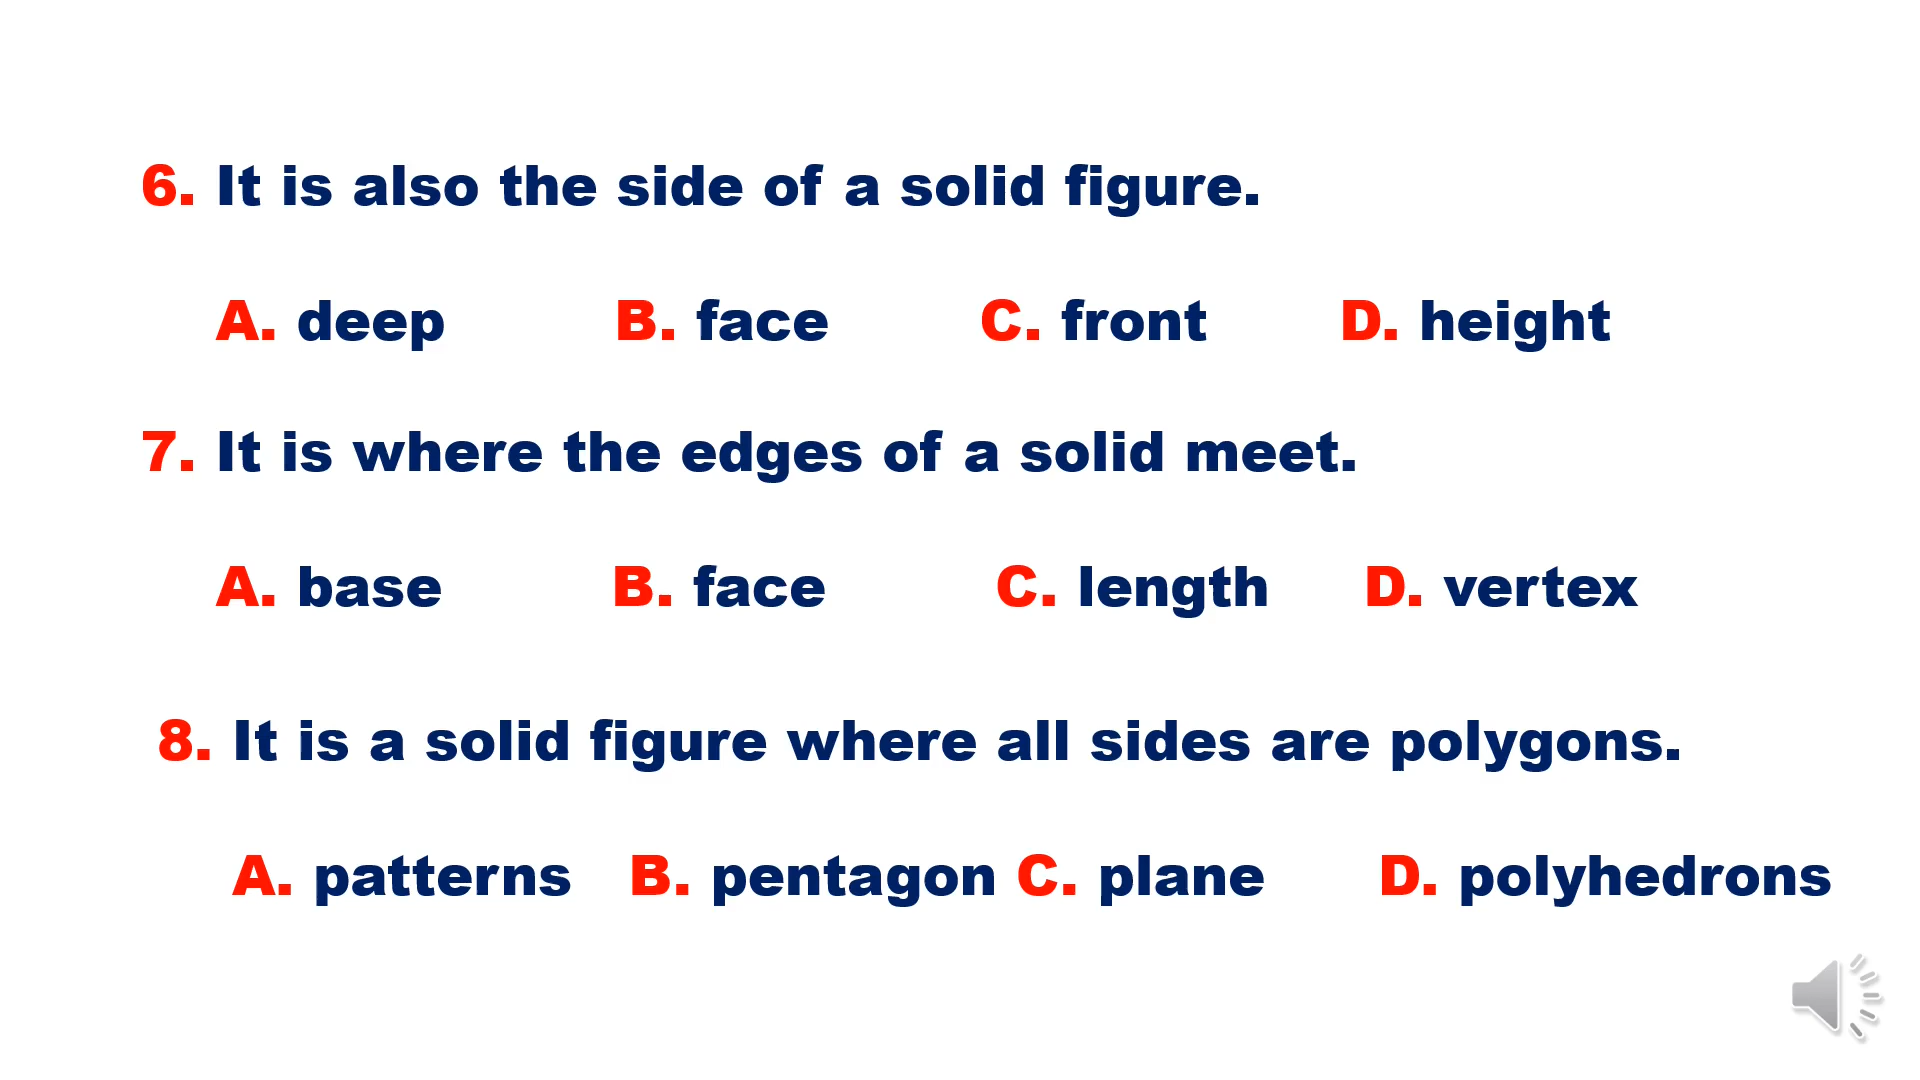 6. It is also the side of a solid figure.
A. deep B. face C. front D. height
7. It is where the edges of a solid meet.
A. base B. face C. length D. vertex
8. It is a solid figure where all sides are polygons.
A. patterns B. pentagon C. plane D. polyhedrons